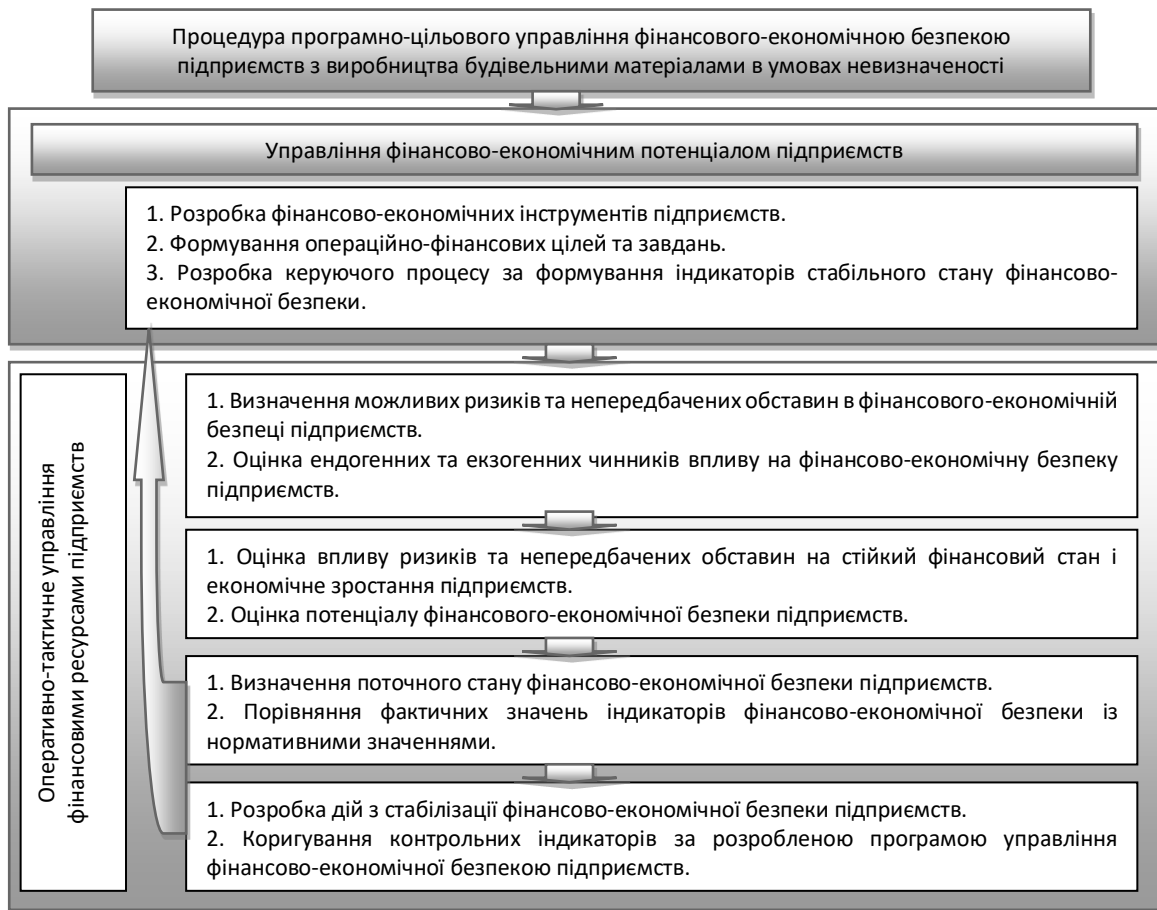 Процедура програмно-цільового управління фінансового-економічною безпекою
підприємств з виробництва будівельними матеріалами в умовах невизначеності
Управління фінансово-економічним потенціалом підприємств
1. Розробка фінансово-економічних інструментів підприємств.
2. Формування операційно-фінансових цілей та завдань.
3. Розробка керуючого процесу за формування індикаторів стабільного стану фінансово-
економічної безпеки.
Оперативно-тактичне управління
фінансовими ресурсами підприємств
1. Визначення можливих ризиків та непередбачених обставин в фінансового-економічній
безпеці підприємств.
2. Оцінка ендогенних та екзогенних чинників впливу на фінансово-економічну безпеку
підприємств.
1. Оцінка впливу ризиків та непередбачених обставин на стійкий фінансовий стан і
економічне зростання підприємств.
2. Оцінка потенціалу фінансового-економічної безпеки підприємств.
1. Визначення поточного стану фінансово-економічної безпеки підприємств.
2. Порівняння фактичних значень індикаторів фінансово-економічної безпеки із
нормативними значеннями.
1. Розробка дій з стабілізації фінансово-економічної безпеки підприємств.
2. Коригування контрольних індикаторів за розробленою програмою управління
фінансово-економічної безпекою підприємств.